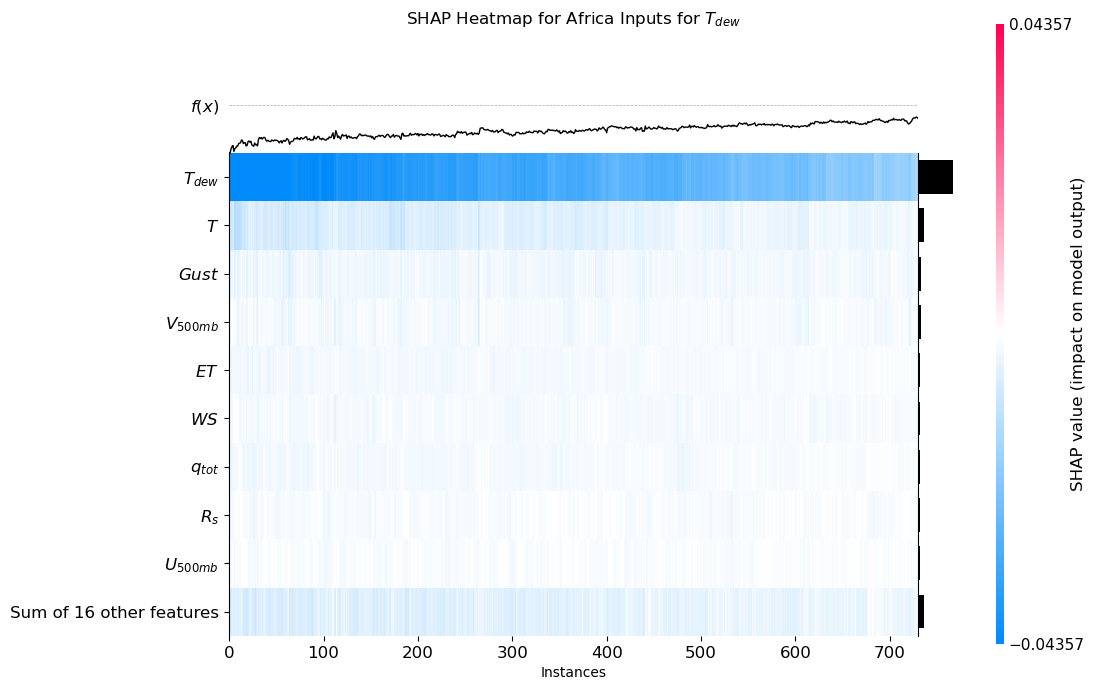 SHAP Heatmap for Africa Inputs for T_dew
0.04357
f(x)
T_dew
T
Gust
V_500mb
ET
WS
q_tot
R_s
U_500mb
Sum of 16 other features
0 100 200 300 400 500 600 700
Instances
SHAP value (impact on model output)
−0.04357